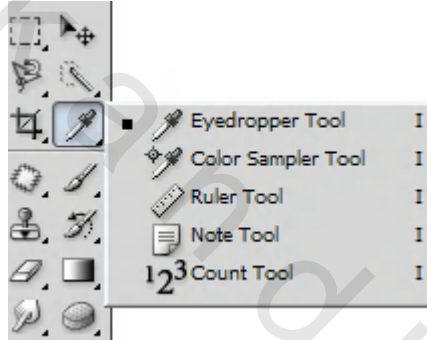 Eyedropper Tool I
Color Sampler Tool I
Ruler Tool I
Note Tool I
123 Count Tool I